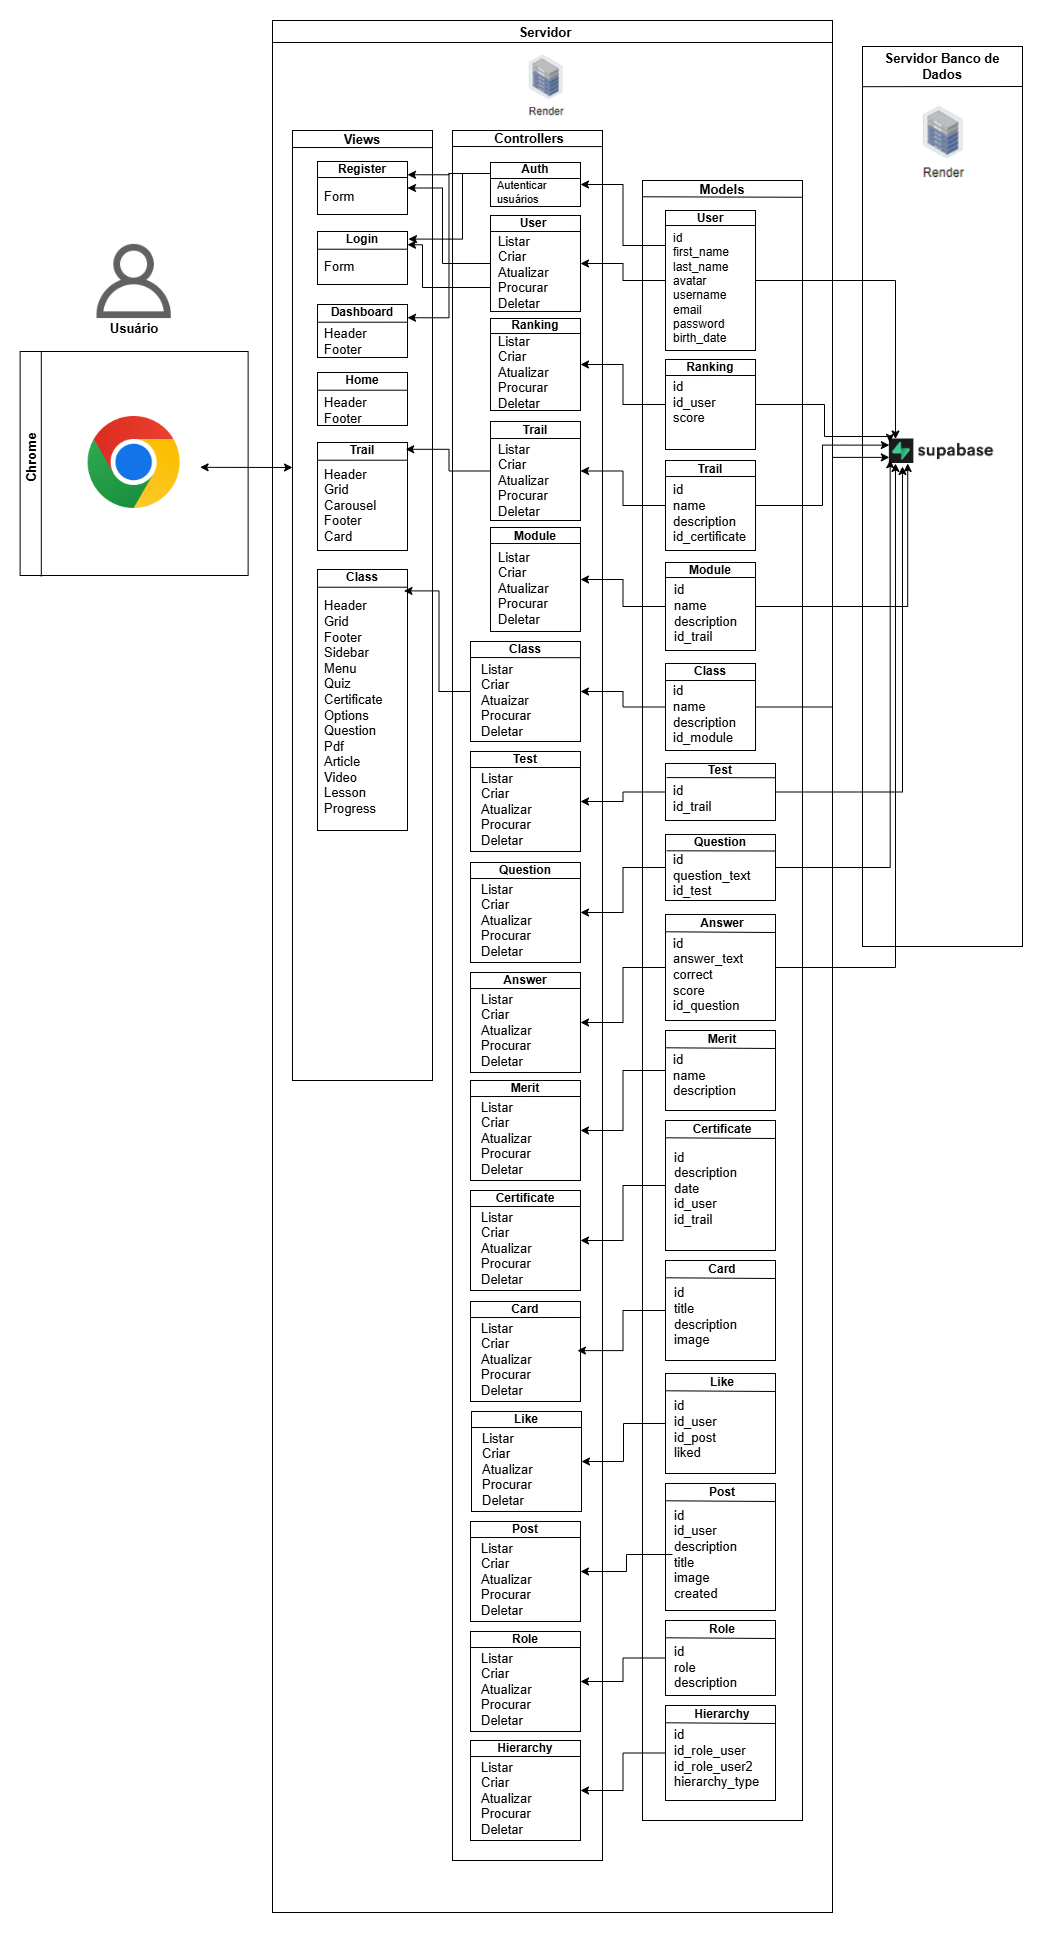 Servidor
Render
Servidor Banco de
Dados
Render
supabase
Usuário
Chrome
Views
Register
Form
Login
Form
Dashboard
Header
Footer
Home
Header
Footer
Trail
Header
Grid
Carousel
Footer
Card
Class
Header
Grid
Footer
Sidebar
Menu
Quiz
Certificate
Options
Question
Pdf
Article
Video
Lesson
Progress
Controllers
Auth
Autenticar
usuários
User
Listar
Criar
Atualizar
Procurar
Deletar
Ranking
Listar
Criar
Atualizar
Procurar
Deletar
Trail
Listar
Criar
Atualizar
Procurar
Deletar
Module
Listar
Criar
Atualizar
Procurar
Deletar
Class
Listar
Criar
Atuaizar
Procurar
Deletar
Test
Listar
Criar
Atualizar
Procurar
Deletar
Question
Listar
Criar
Atualizar
Procurar
Deletar
Answer
Listar
Criar
Atualizar
Procurar
Deletar
Merit
Listar
Criar
Atualizar
Procurar
Deletar
Certificate
Listar
Criar
Atualizar
Procurar
Deletar
Card
Listar
Criar
Atualizar
Procurar
Deletar
Like
Listar
Criar
Atualizar
Procurar
Deletar
Post
Listar
Criar
Atualizar
Procurar
Deletar
Role
Listar
Criar
Atualizar
Procurar
Deletar
Hierarchy
Listar
Criar
Atualizar
Procurar
Deletar
Models
User
id
first_name
last_name
avatar
username
email
password
birth_date
Ranking
id
id_user
score
Trail
id
name
description
id_certificate
Module
id
name
description
id_trail
Class
id
name
description
id_module
Test
id
id_trail
Question
id
question_text
id_test
Answer
id
answer_text
correct
score
id_question
Merit
id
name
description
Certificate
id
description
date
id_user
id_trail
Card
id
title
description
image
Like
id
id_user
id_post
liked
Post
id
id_user
description
title
image
created
Role
id
role
description
Hierarchy
id
id_role_user
id_role_user2
hierarchy_type